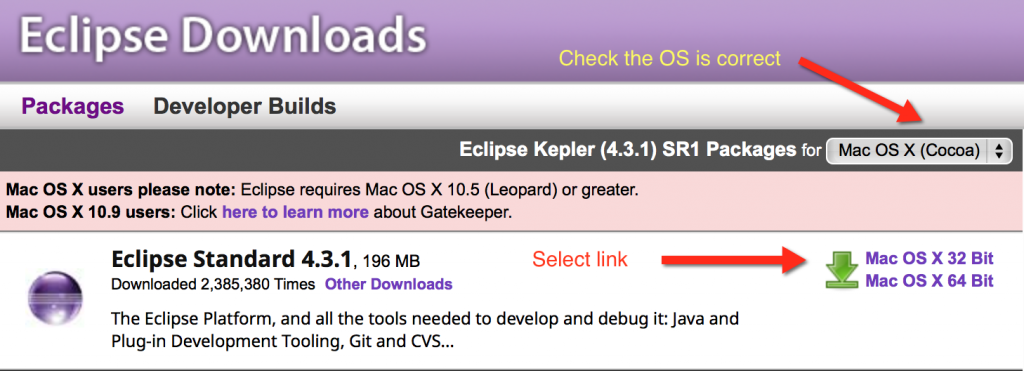 Eclipse Downloads
Check the OS is correct
Packages Developer Builds
Eclipse Kepler (4.3.1) SR1 Packages for Mac OS X (Cocoa)
Mac OS X users please note: Eclipse requires Mac OS X 10.5 (Leopard) or greater.
Mac OS X 10.9 users: Click here to learn more about Gatekeeper.
Eclipse Standard 4.3.1, 196 MB
Select link
Mac OS X 32 Bit
Downloaded 2,385,380 Times Other Downloads
Mac OS X 64 Bit
The Eclipse Platform, and all the tools needed to develop and debug it: Java and
Plug-in Development Tooling, Git and CVS...